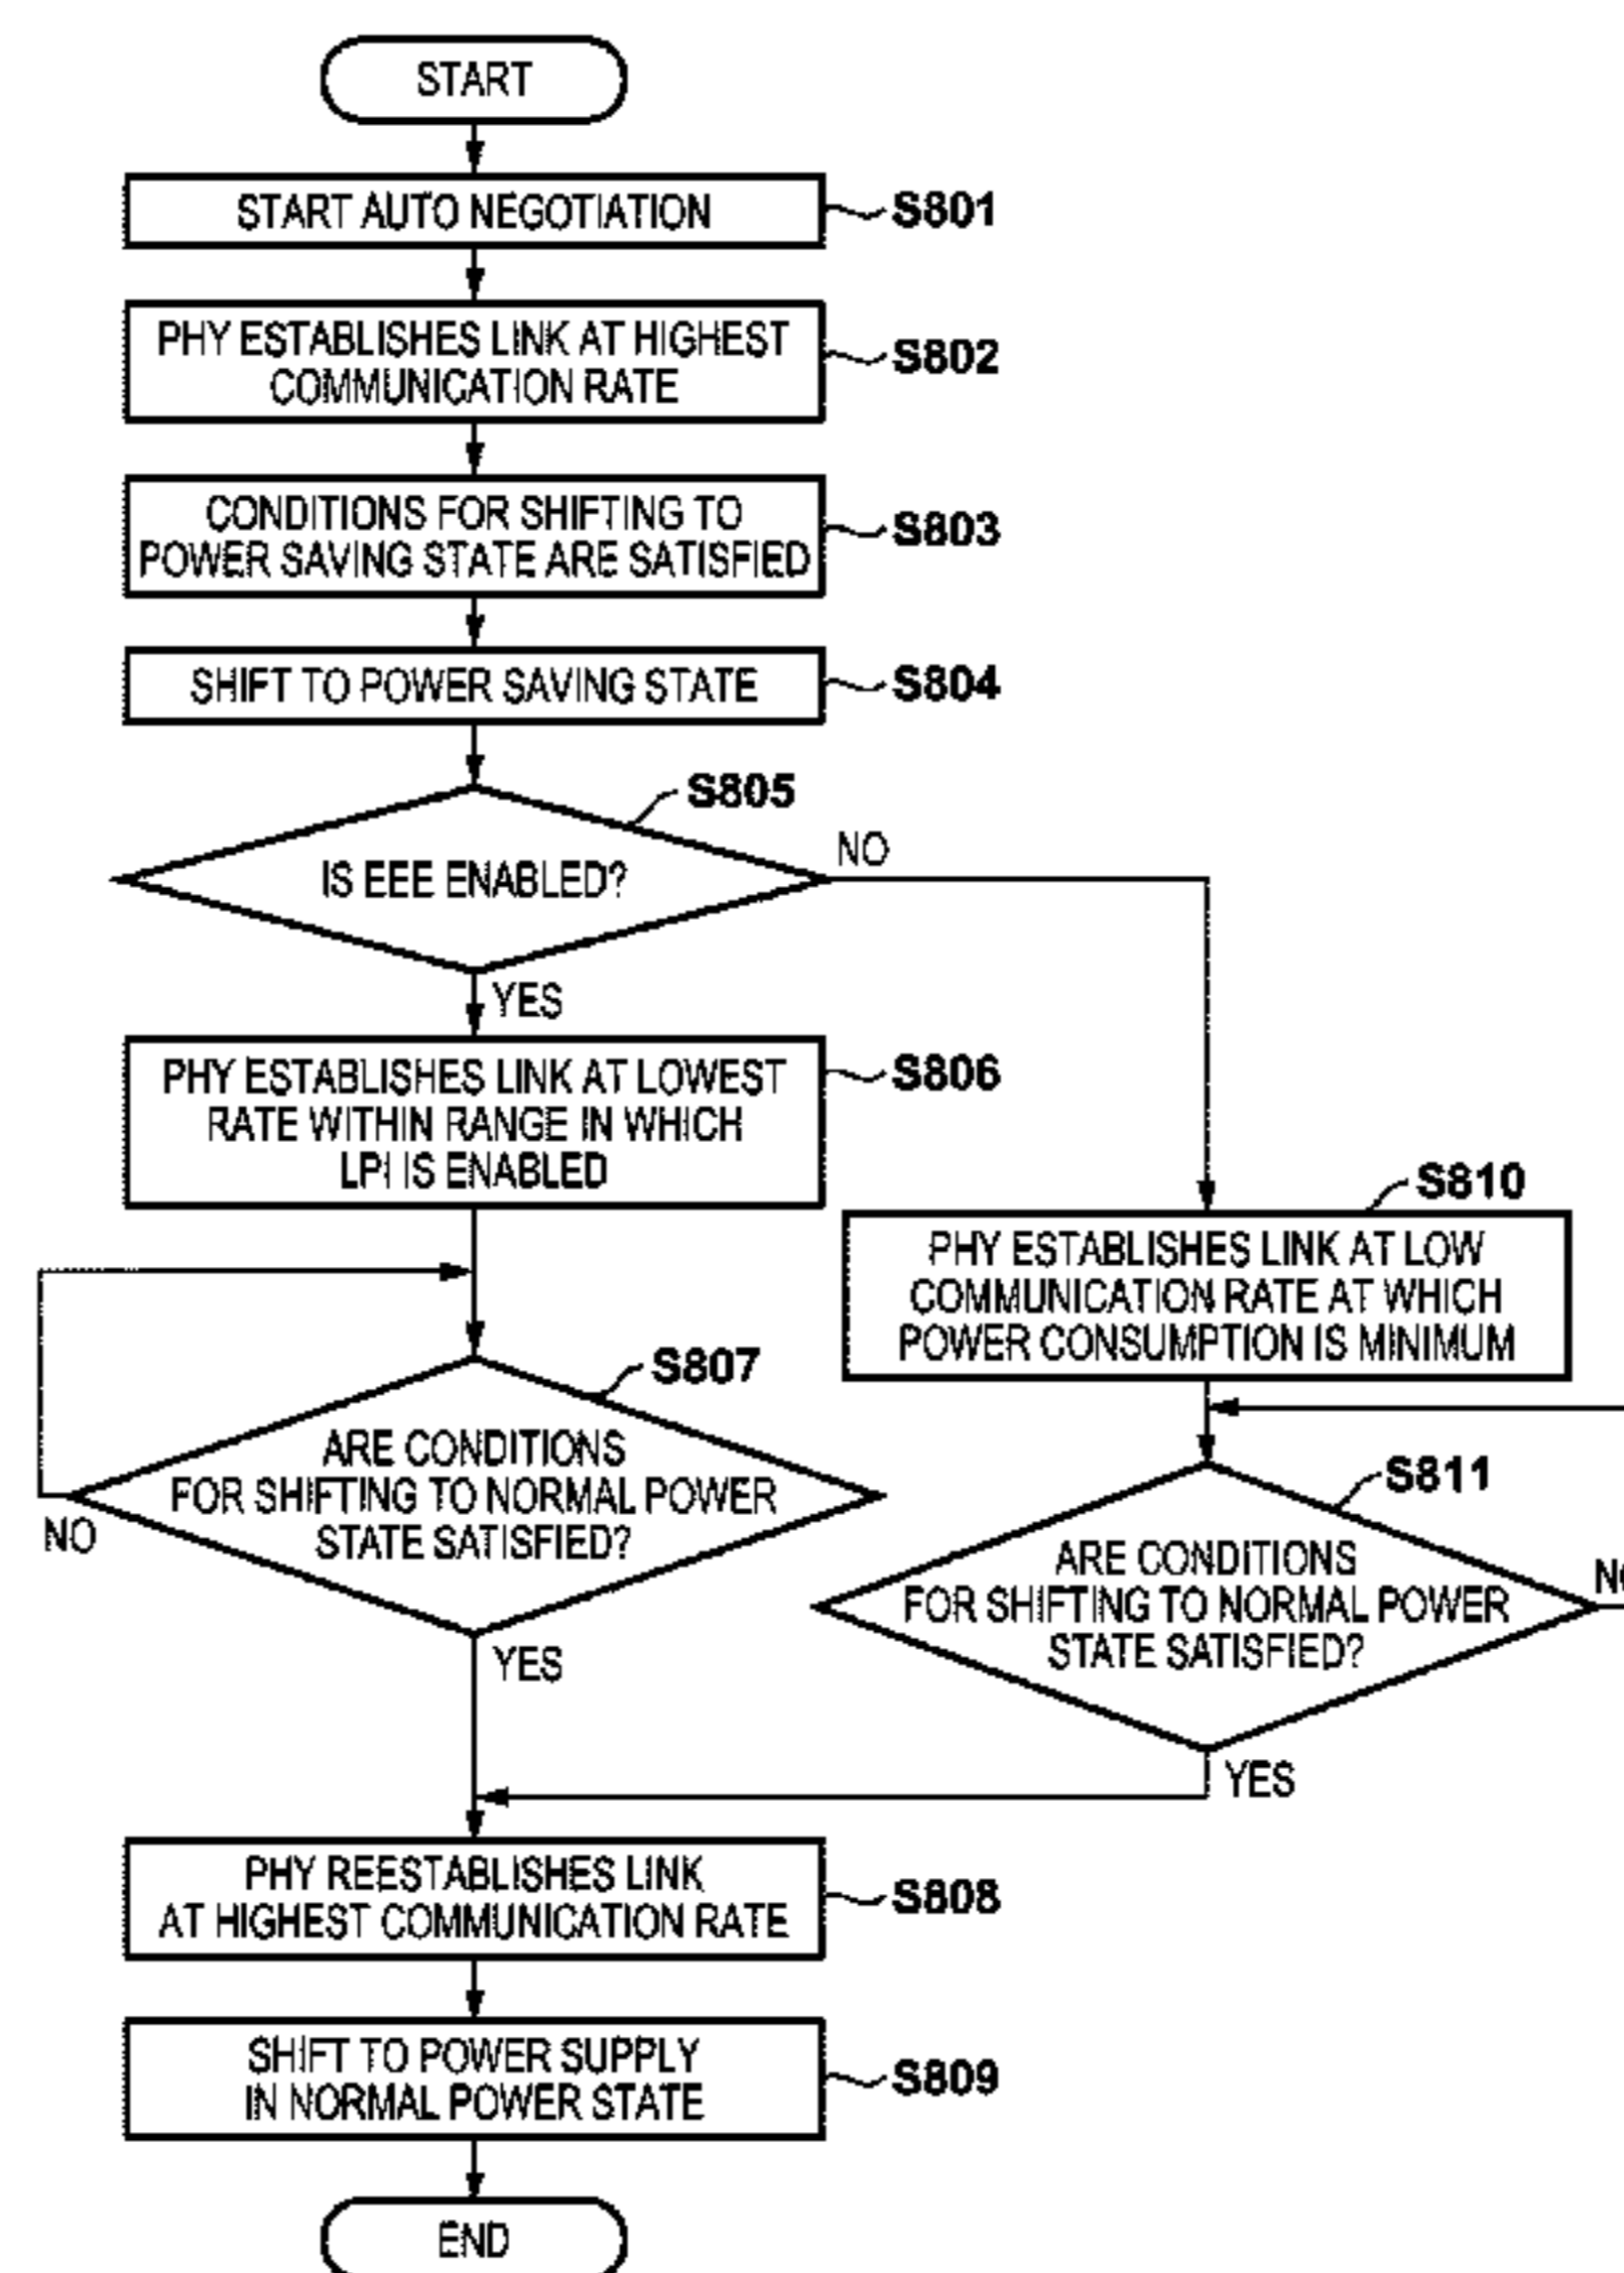 START
START AUTO NEGOTIATION
S801
PHY ESTABLISHES LINK AT HIGHEST
COMMUNICATION RATE
S802
CONDITIONS FOR SHIFTING TO
POWER SAVING STATE ARE SATISFIED
S803
SHIFT TO POWER SAVING STATE
S804
S805
IS EEE ENABLED?
NO
YES
PHY ESTABLISHES LINK AT LOWEST
RATE WITHIN RANGE IN WHICH
LPI IS ENABLED
S806
S810
PHY ESTABLISHES LINK AT LOW
COMMUNICATION RATE AT WHICH
POWER CONSUMPTION IS MINIMUM
S807
ARE CONDITIONS
FOR SHIFTING TO NORMAL POWER
STATE SATISFIED?
NO
YES
S811
ARE CONDITIONS
FOR SHIFTING TO NORMAL POWER
STATE SATISFIED?
YES
PHY REESTABLISHES LINK
AT HIGHEST COMMUNICATION RATE
S808
SHIFT TO POWER SUPPLY
IN NORMAL POWER STATE
S809
END